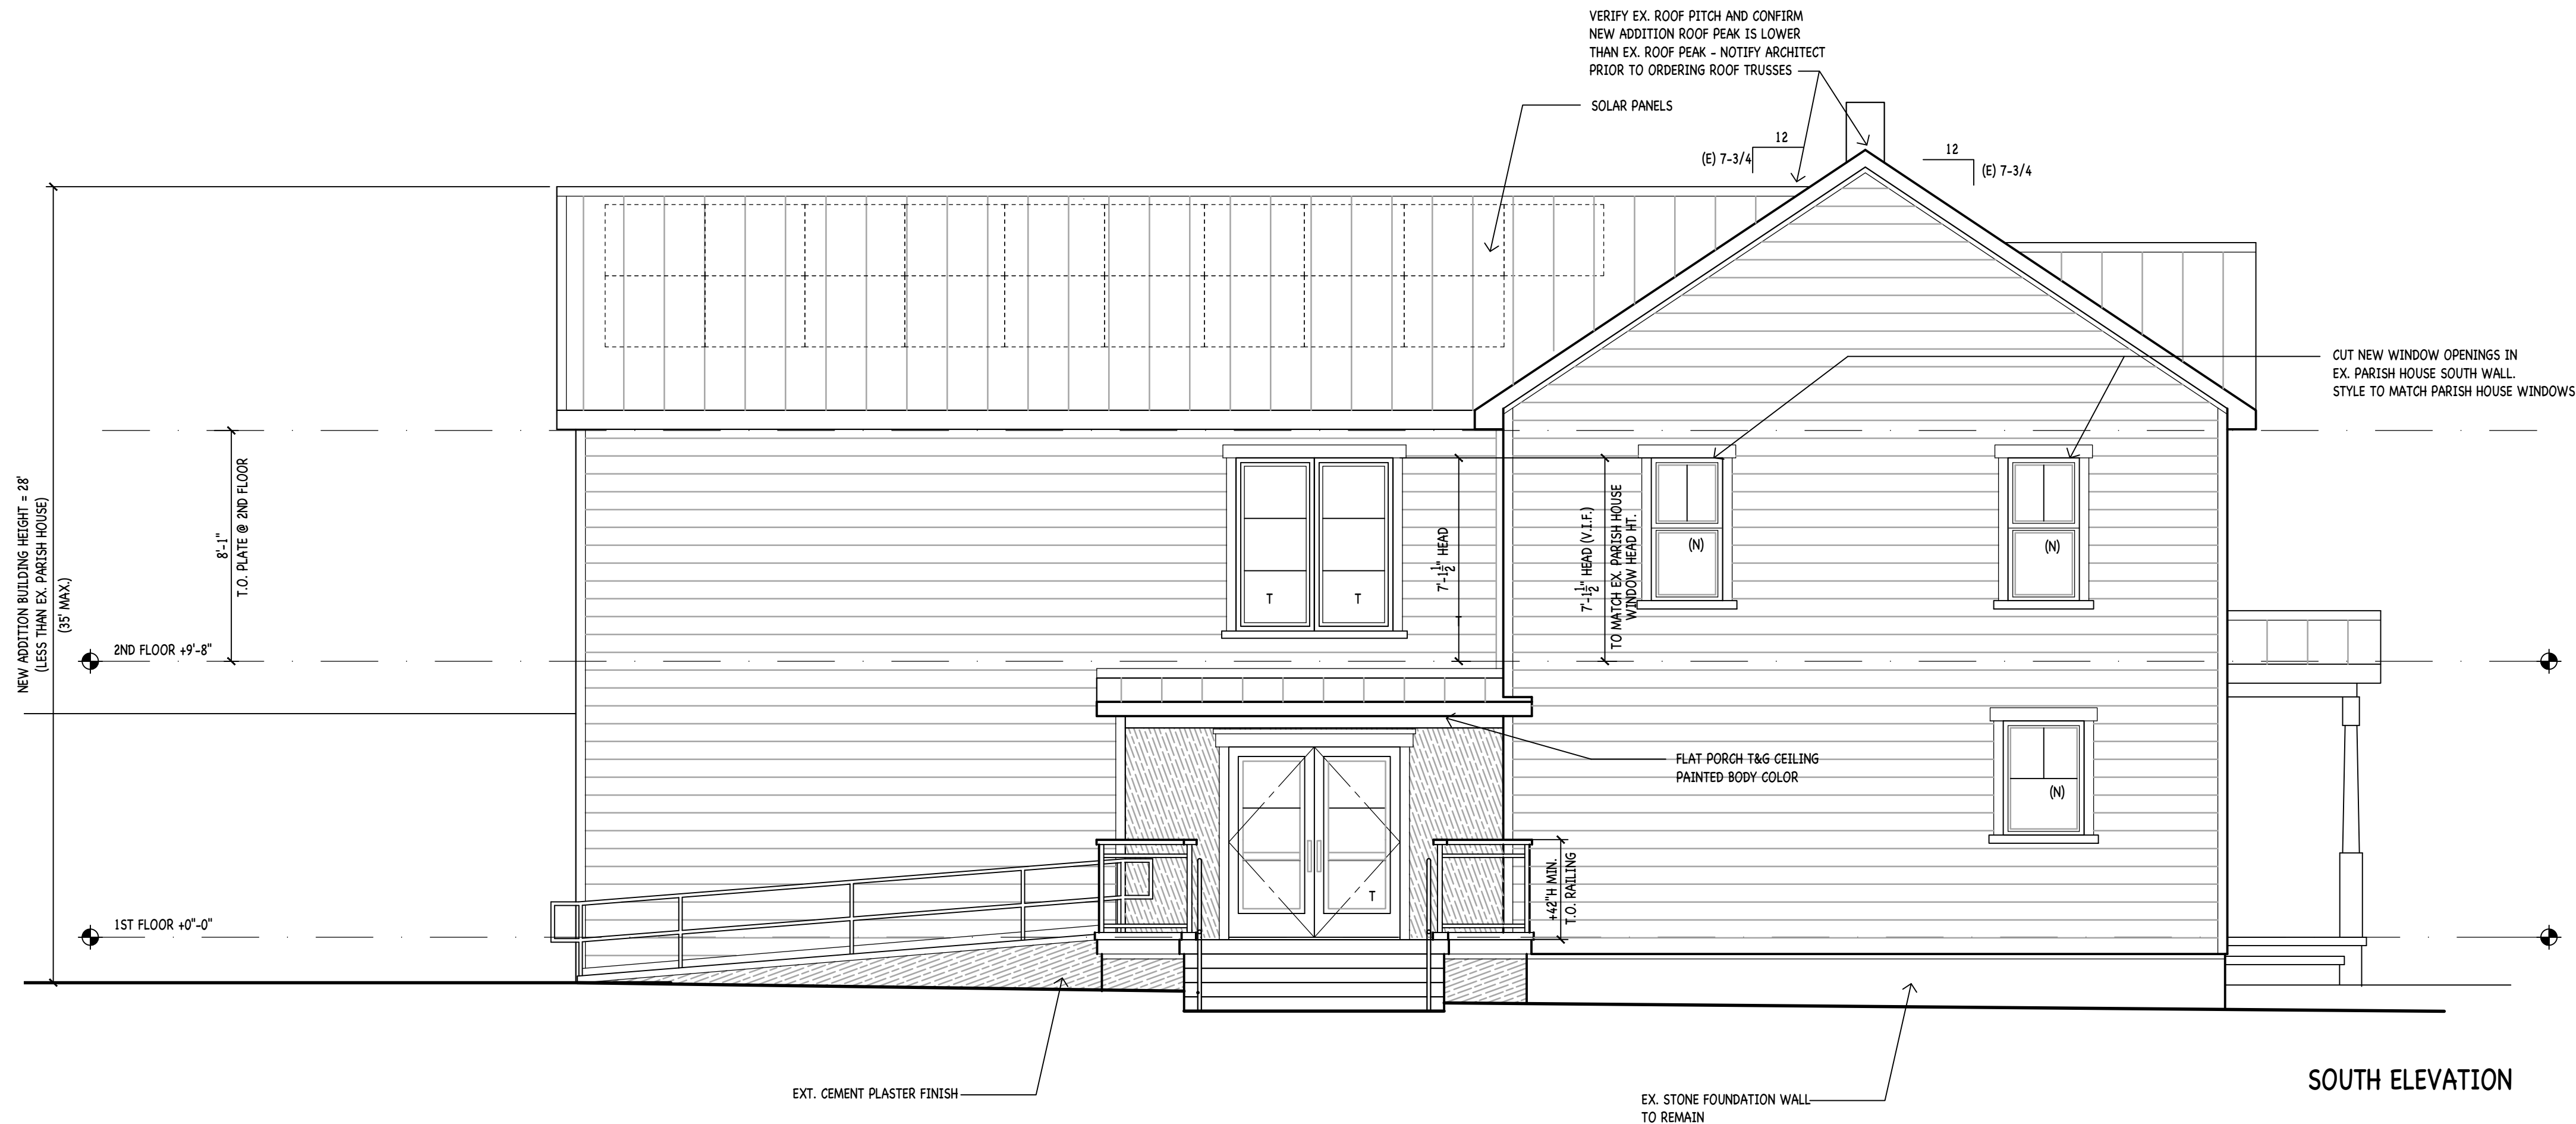 VERIFY EX. ROOF PITCH AND CONFIRM
NEW ADDITION ROOF PEAK IS LOWER
THAN EX. ROOF PEAK - NOTIFY ARCHITECT
PRIOR TO ORDERING ROOF TRUSSES
SOLAR PANELS
12
(E) 7-3/4
12
(E) 7-3/4
CUT NEW WINDOW OPENINGS IN
EX. PARISH HOUSE SOUTH WALL.
STYLE TO MATCH PARISH HOUSE WINDOWS
NEW ADDITION BUILDING HEIGHT = 28'
(LESS THAN EX. PARISH HOUSE)
(35' MAX.)
8'-1"
T.O. PLATE @ 2ND FLOOR
7'-1 1/2" HEAD
7'-1 1/2" HEAD (V.I.F.)
TO MATCH EX. PARISH HOUSE
WINDOW HEAD HT.
(N)
(N)
T
T
T
2ND FLOOR +9'-8"
FLAT PORCH T&G CEILING
PAINTED BODY COLOR
(N)
+42"H MIN.
T.O. RAILING
T
1ST FLOOR +0"-0"
EXT. CEMENT PLASTER FINISH
EX. STONE FOUNDATION WALL
TO REMAIN
SOUTH ELEVATION